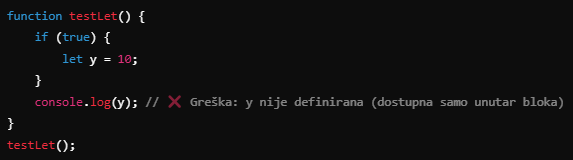 function testLet() {
    if (true) {
        let y = 10;
    }
    console.log(y); // ❌ Greška: y nije definirana (dostupna samo unutar bloka)
}
testLet();